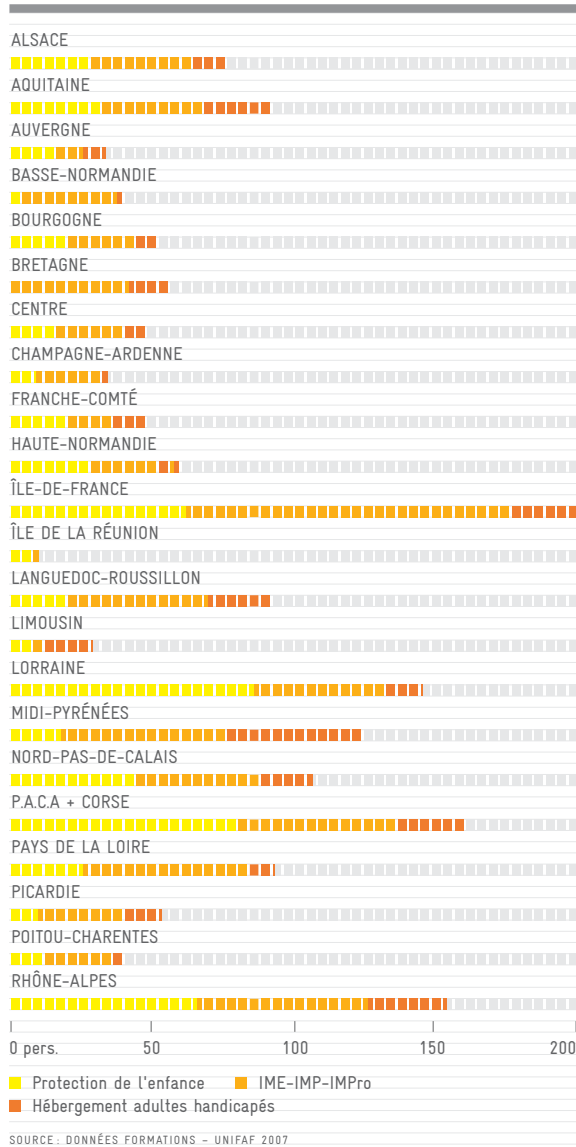 ALSACE
AQUITAINE
AUVERGNE
BASSE-NORMANDIE
BOURGOGNE
BRETAGNE
CENTRE
CHAMPAGNE-ARDENNE
FRANCHE-COMTÉ
HAUTE-NORMANDIE
ÎLE-DE-FRANCE
ÎLE DE LA RÉUNION
LANGUEDOC-ROUSSILLON
LIMOUSIN
LORRAINE
MIDI-PYRÉNÉES
NORD-PAS-DE-CALAIS
P.A.C.A + CORSE
PAYS DE LA LOIRE
PICARDIE
POITOU-CHARENTES
RHÔNE-ALPES
0 pers. 50 100 150 200
Protection de l'enfance IME-IMP-IMPro
Hébergement adultes handicapés
SOURCE : DONNÉES FORMATIONS – UNIFAF 2007